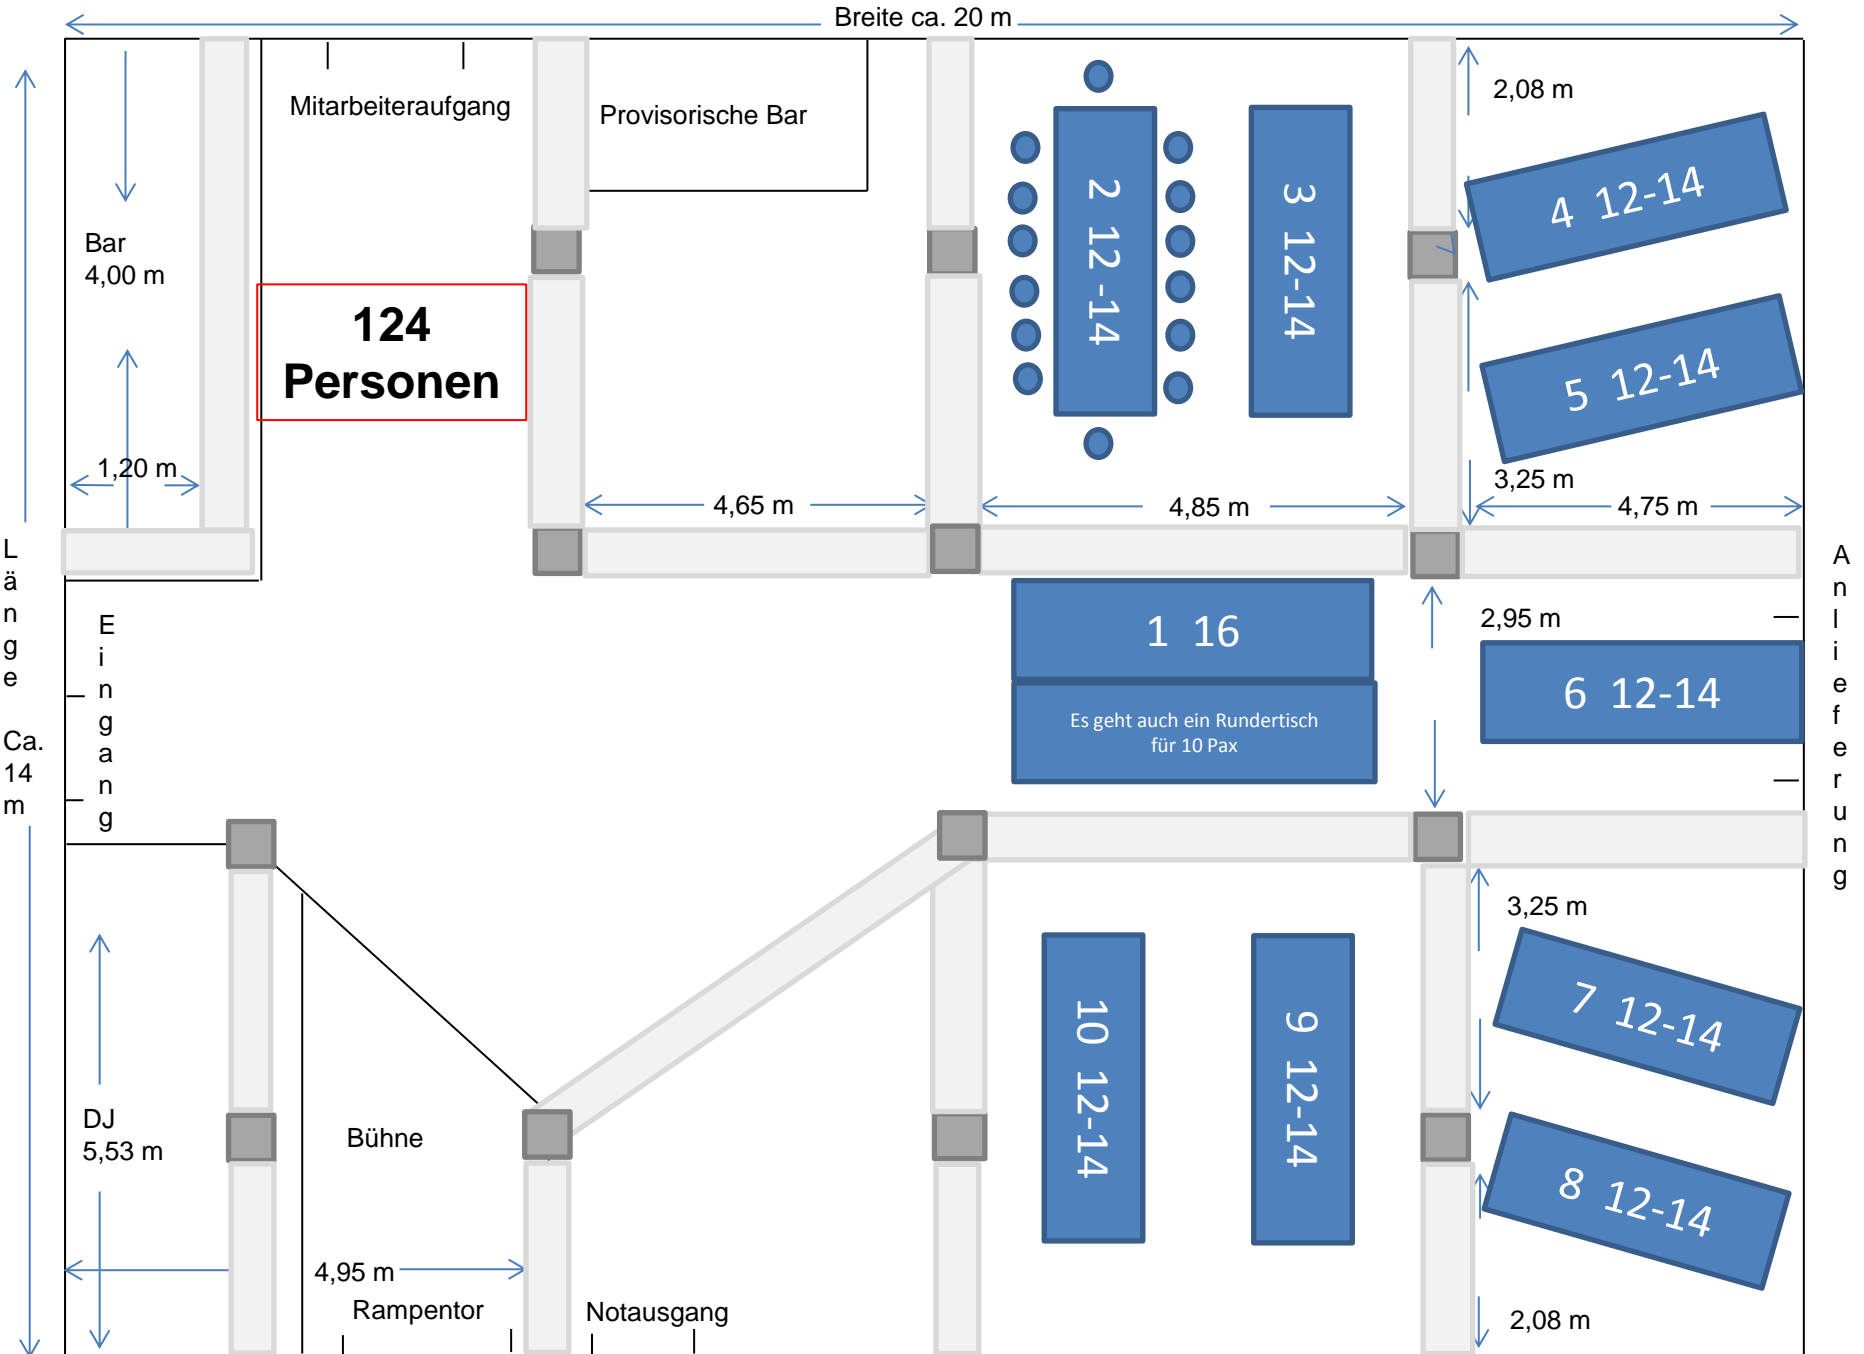 Breite ca. 20 m
2,08 m
Mitarbeiteraufgang
Provisorische Bar
4 12-14
2 12 -14
3 12-14
Bar
4,00 m
124
Personen
5 12-14
1,20 m
3,25 m
4,65 m
4,85 m
4,75 m
Länge
Ca.
14
m
Eingang
Anlieferung
2,95 m
1 16
6 12-14
Es geht auch ein Rundertisch
für 10 Pax
3,25 m
7 12-14
10 12-14
9 12-14
DJ
5,53 m
Bühne
8 12-14
4,95 m
Rampentor
Notausgang
2,08 m